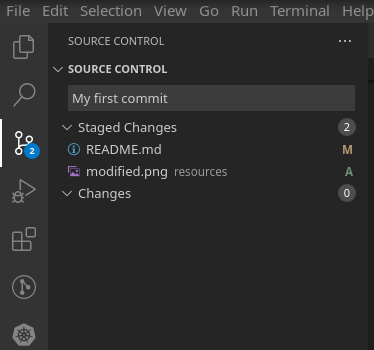 File Edit Selection View Go Run Terminal Help
SOURCE CONTROL ...
SOURCE CONTROL
My first commit
Staged Changes 2
README.md M
2
modified.png resources A
Changes 0